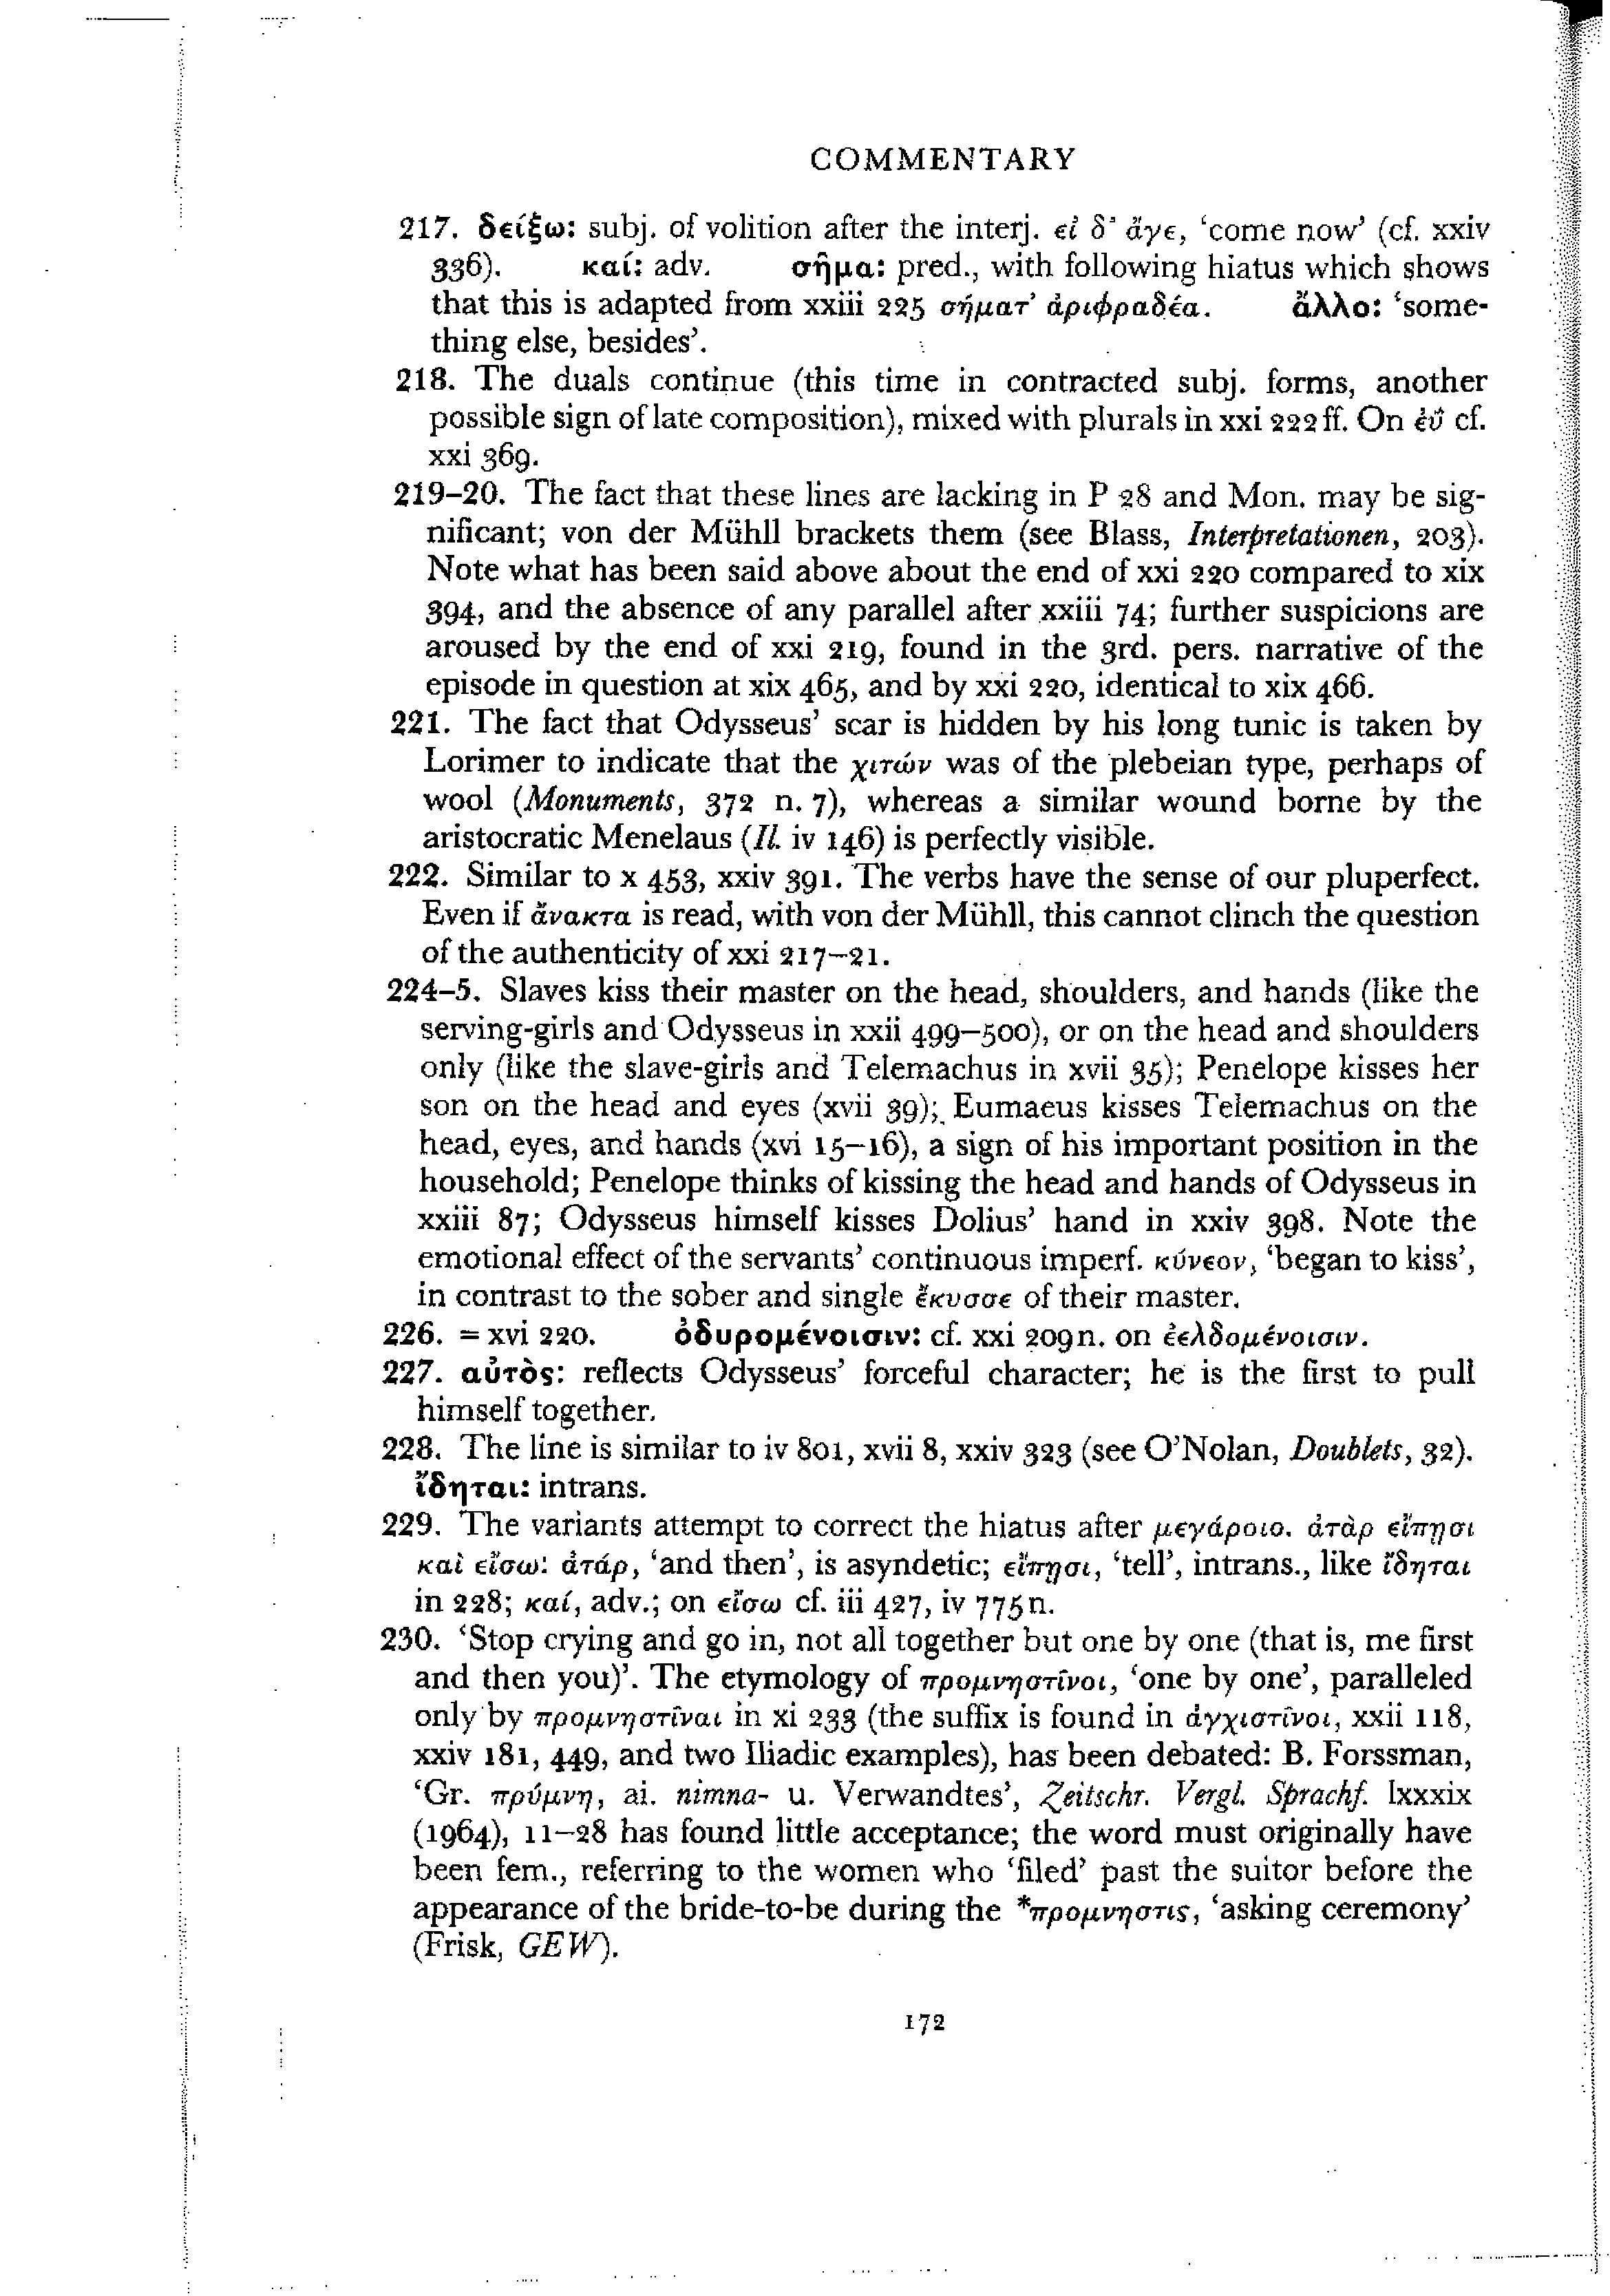 COMMENTARY
217. δείξω: subj. of volition after the interj. εἰ δ' ἄγε, ‘come now’ (cf. xxiv
336). καί: adv. σῆμα: pred., with following hiatus which shows
that this is adapted from xxiii 225 σήματ' ἀριφραδέα. ἄλλο: ‘some-
thing else, besides’.
218. The duals continue (this time in contracted subj. forms, another
possible sign of late composition), mixed with plurals in xxi 222 ff. On ἐΰ cf.
xxi 369.
219–20. The fact that these lines are lacking in P 28 and Mon. may be sig-
nificant; von der Mühll brackets them (see Blass, Interpretationen, 203).
Note what has been said above about the end of xxi 220 compared to xix
394, and the absence of any parallel after xxiii 74; further suspicions are
aroused by the end of xxi 219, found in the 3rd. pers. narrative of the
episode in question at xix 465, and by xxi 220, identical to xix 466.
221. The fact that Odysseus’ scar is hidden by his long tunic is taken by
Lorimer to indicate that the χιτών was of the plebeian type, perhaps of
wool (Monuments, 372 n. 7), whereas a similar wound borne by the
aristocratic Menelaus (Il. iv 146) is perfectly visible.
222. Similar to x 453, xxiv 391. The verbs have the sense of our pluperfect.
Even if ἄνακτα is read, with von der Mühll, this cannot clinch the question
of the authenticity of xxi 217–21.
224–5. Slaves kiss their master on the head, shoulders, and hands (like the
serving-girls and Odysseus in xxii 499–500), or on the head and shoulders
only (like the slave-girls and Telemachus in xvii 35); Penelope kisses her
son on the head and eyes (xvii 39); Eumaeus kisses Telemachus on the
head, eyes, and hands (xvi 15–16), a sign of his important position in the
household; Penelope thinks of kissing the head and hands of Odysseus in
xxiii 87; Odysseus himself kisses Dolius’ hand in xxiv 398. Note the
emotional effect of the servants’ continuous imperf. κύνεον, ‘began to kiss’,
in contrast to the sober and single ἔκυσσε of their master.
226. = xvi 220. ὀδυρομένοισιν: cf. xxi 209 n. on ἐελδομένοισιν.
227. αὐτὸς: reflects Odysseus’ forceful character; he is the first to pull
himself together.
228. The line is similar to iv 801, xvii 8, xxiv 323 (see O’Nolan, Doublets, 32).
ἴδηται: intrans.
229. The variants attempt to correct the hiatus after μεγάροιο. ἀτὰρ εἴπῃσι
καὶ εἴσω: ἀτάρ, ‘and then’, is asyndetic; εἴπῃσι, ‘tell’, intrans., like ἴδηται
in 228; καί, adv.; on εἴσω cf. iii 427, iv 775 n.
230. ‘Stop crying and go in, not all together but one by one (that is, me first
and then you)’. The etymology of προμνηστῖνοι, ‘one by one’, paralleled
only by προμνηστῖναι in xi 233 (the suffix is found in ἀγχιστῖνοι, xxii 118,
xxiv 181, 449, and two Iliadic examples), has been debated: B. Forssman,
‘Gr. πρύμνη, ai. nimna- u. Verwandtes’, Zeitschr. Vergl. Sprachf. lxxxix
(1964), 11–28 has found little acceptance; the word must originally have
been fem., referring to the women who ‘filed’ past the suitor before the
appearance of the bride-to-be during the *προμνηστις, ‘asking ceremony’
(Frisk, GEW).
172